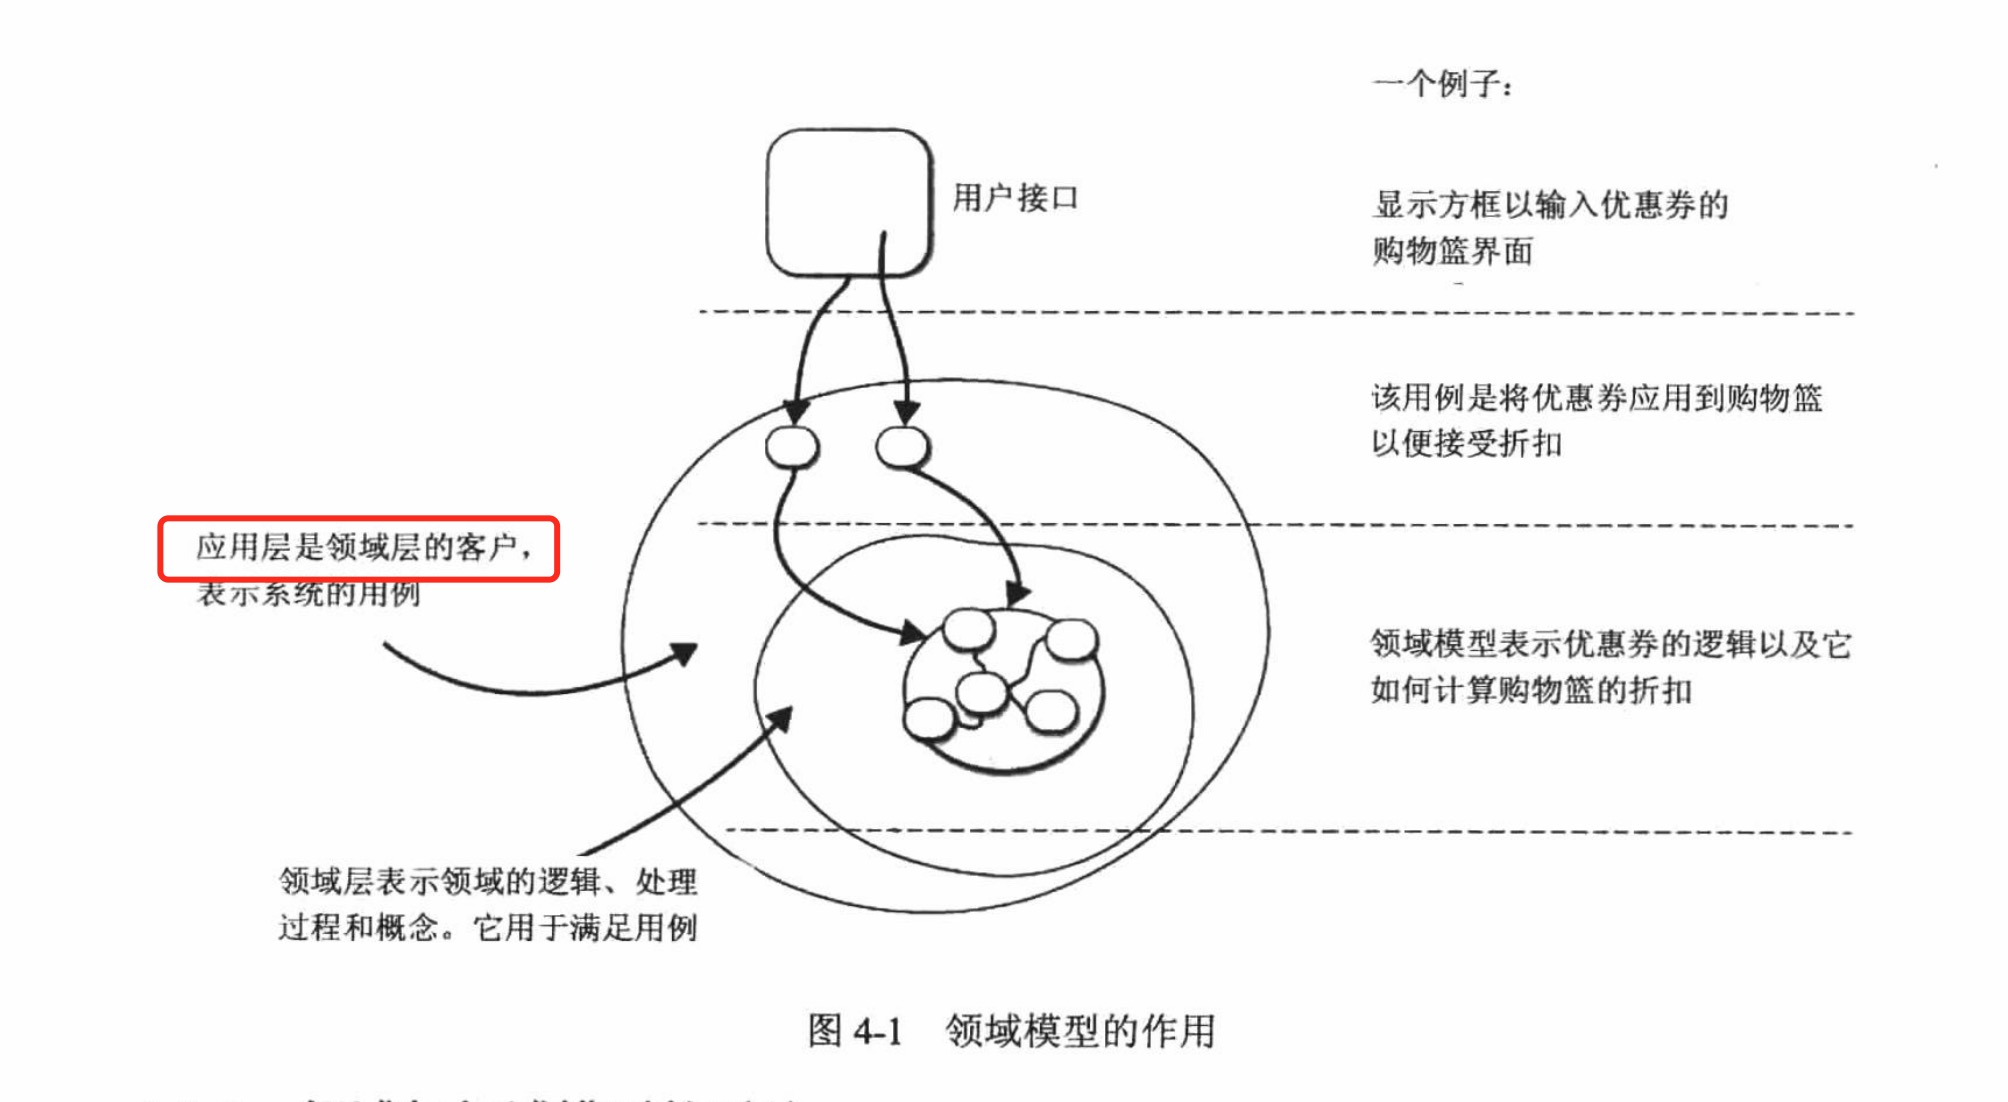 一个例子：
用户接口
显示方框以输入优惠券的
购物篮界面
该用例是将优惠券应用到购物篮
以便接受折扣
应用层是领域层的客户，
表示系统的用例
领域模型表示优惠券的逻辑以及它
如何计算购物篮的折扣
领域层表示领域的逻辑、处理
过程和概念。它用于满足用例
图 4-1 领域模型的作用